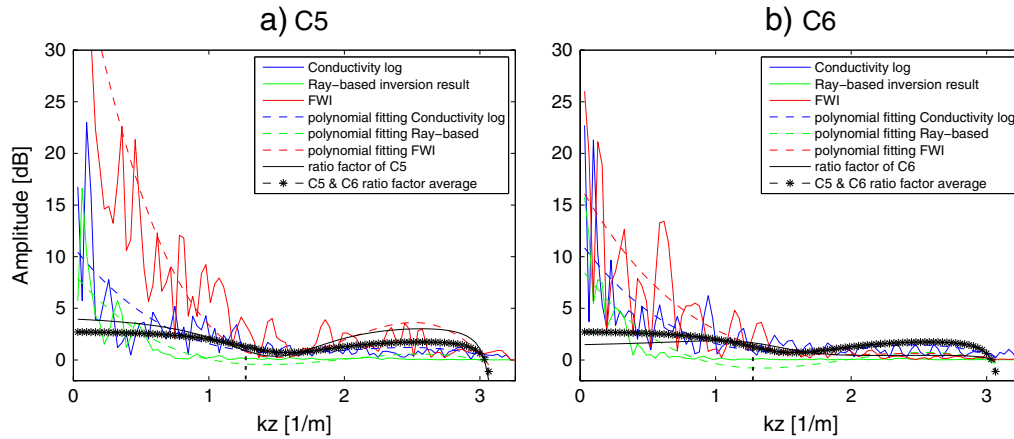 a) C5
30
25
20
15
10
5
0
Amplitude [dB]
0
1
2
3
kz [1/m]
Conductivity log
Ray-based inversion result
FWI
polynomial fitting Conductivity log
polynomial fitting Ray-based
polynomial fitting FWI
ratio factor of C5
C5 & C6 ratio factor average
b) C6
30
25
20
15
10
5
0
0
1
2
3
kz [1/m]
Conductivity log
Ray-based inversion result
FWI
polynomial fitting Conductivity log
polynomial fitting Ray-based
polynomial fitting FWI
ratio factor of C6
C5 & C6 ratio factor average